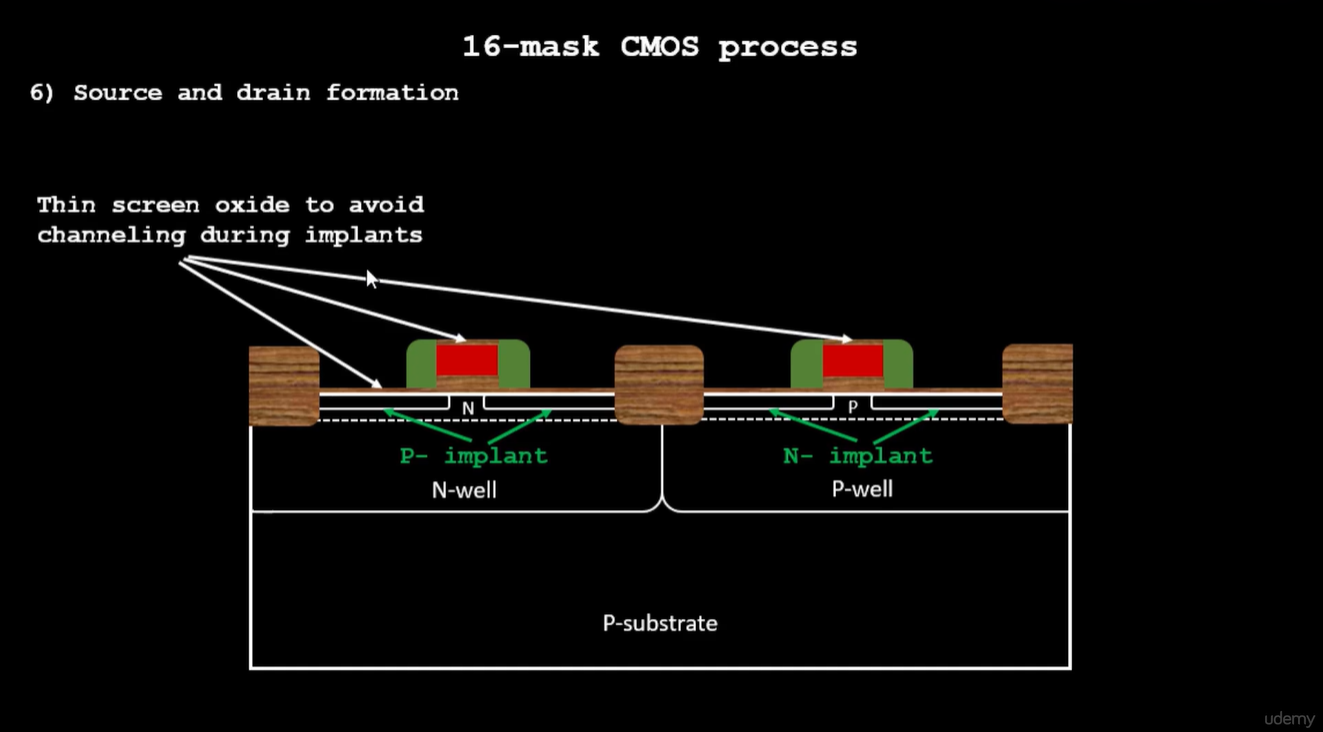 16-mask CMOS process
6) Source and drain formation
Thin screen oxide to avoid
channeling during implants
N
P
P- implant
N- implant
N-well
P-well
P-substrate
udemy